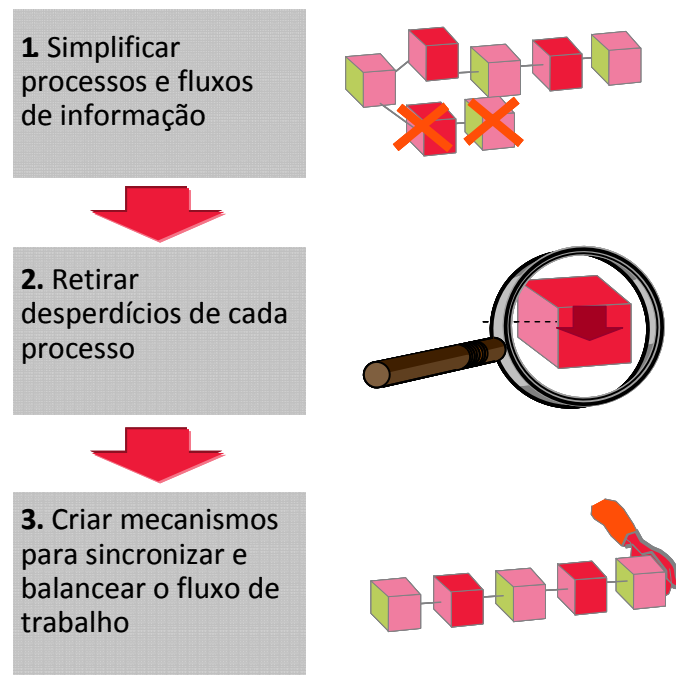 1. Simplificar
processos e fluxos
de informação
2. Retirar
desperdícios de cada
processo
3. Criar mecanismos
para sincronizar e
balancear o fluxo de
trabalho